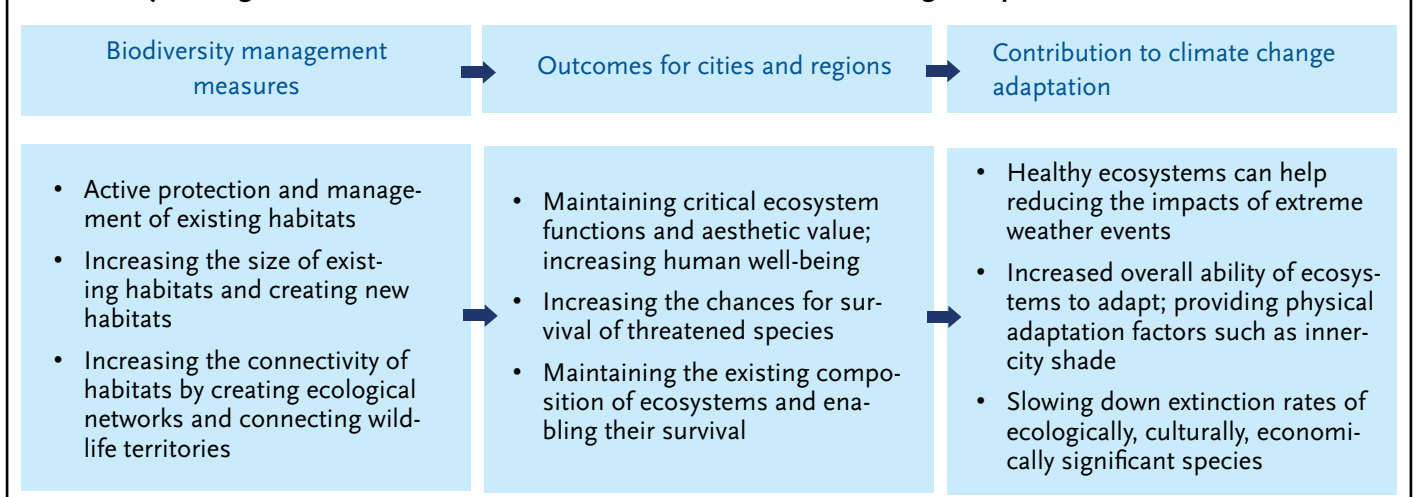 Biodiversity management
measures
Outcomes for cities and regions
Contribution to climate change
adaptation
• Active protection and manage-
ment of existing habitats
• Increasing the size of exist-
ing habitats and creating new
habitats
• Increasing the connectivity of
habitats by creating ecological
networks and connecting wild-
life territories
• Maintaining critical ecosystem
functions and aesthetic value;
increasing human well-being
• Increasing the chances for sur-
vival of threatened species
• Maintaining the existing compo-
sition of ecosystems and ena-
bling their survival
• Healthy ecosystems can help
reducing the impacts of extreme
weather events
• Increased overall ability of ecosys-
tems to adapt; providing physical
adaptation factors such as inner-
city shade
• Slowing down extinction rates of
ecologically, culturally, economi-
cally significant species